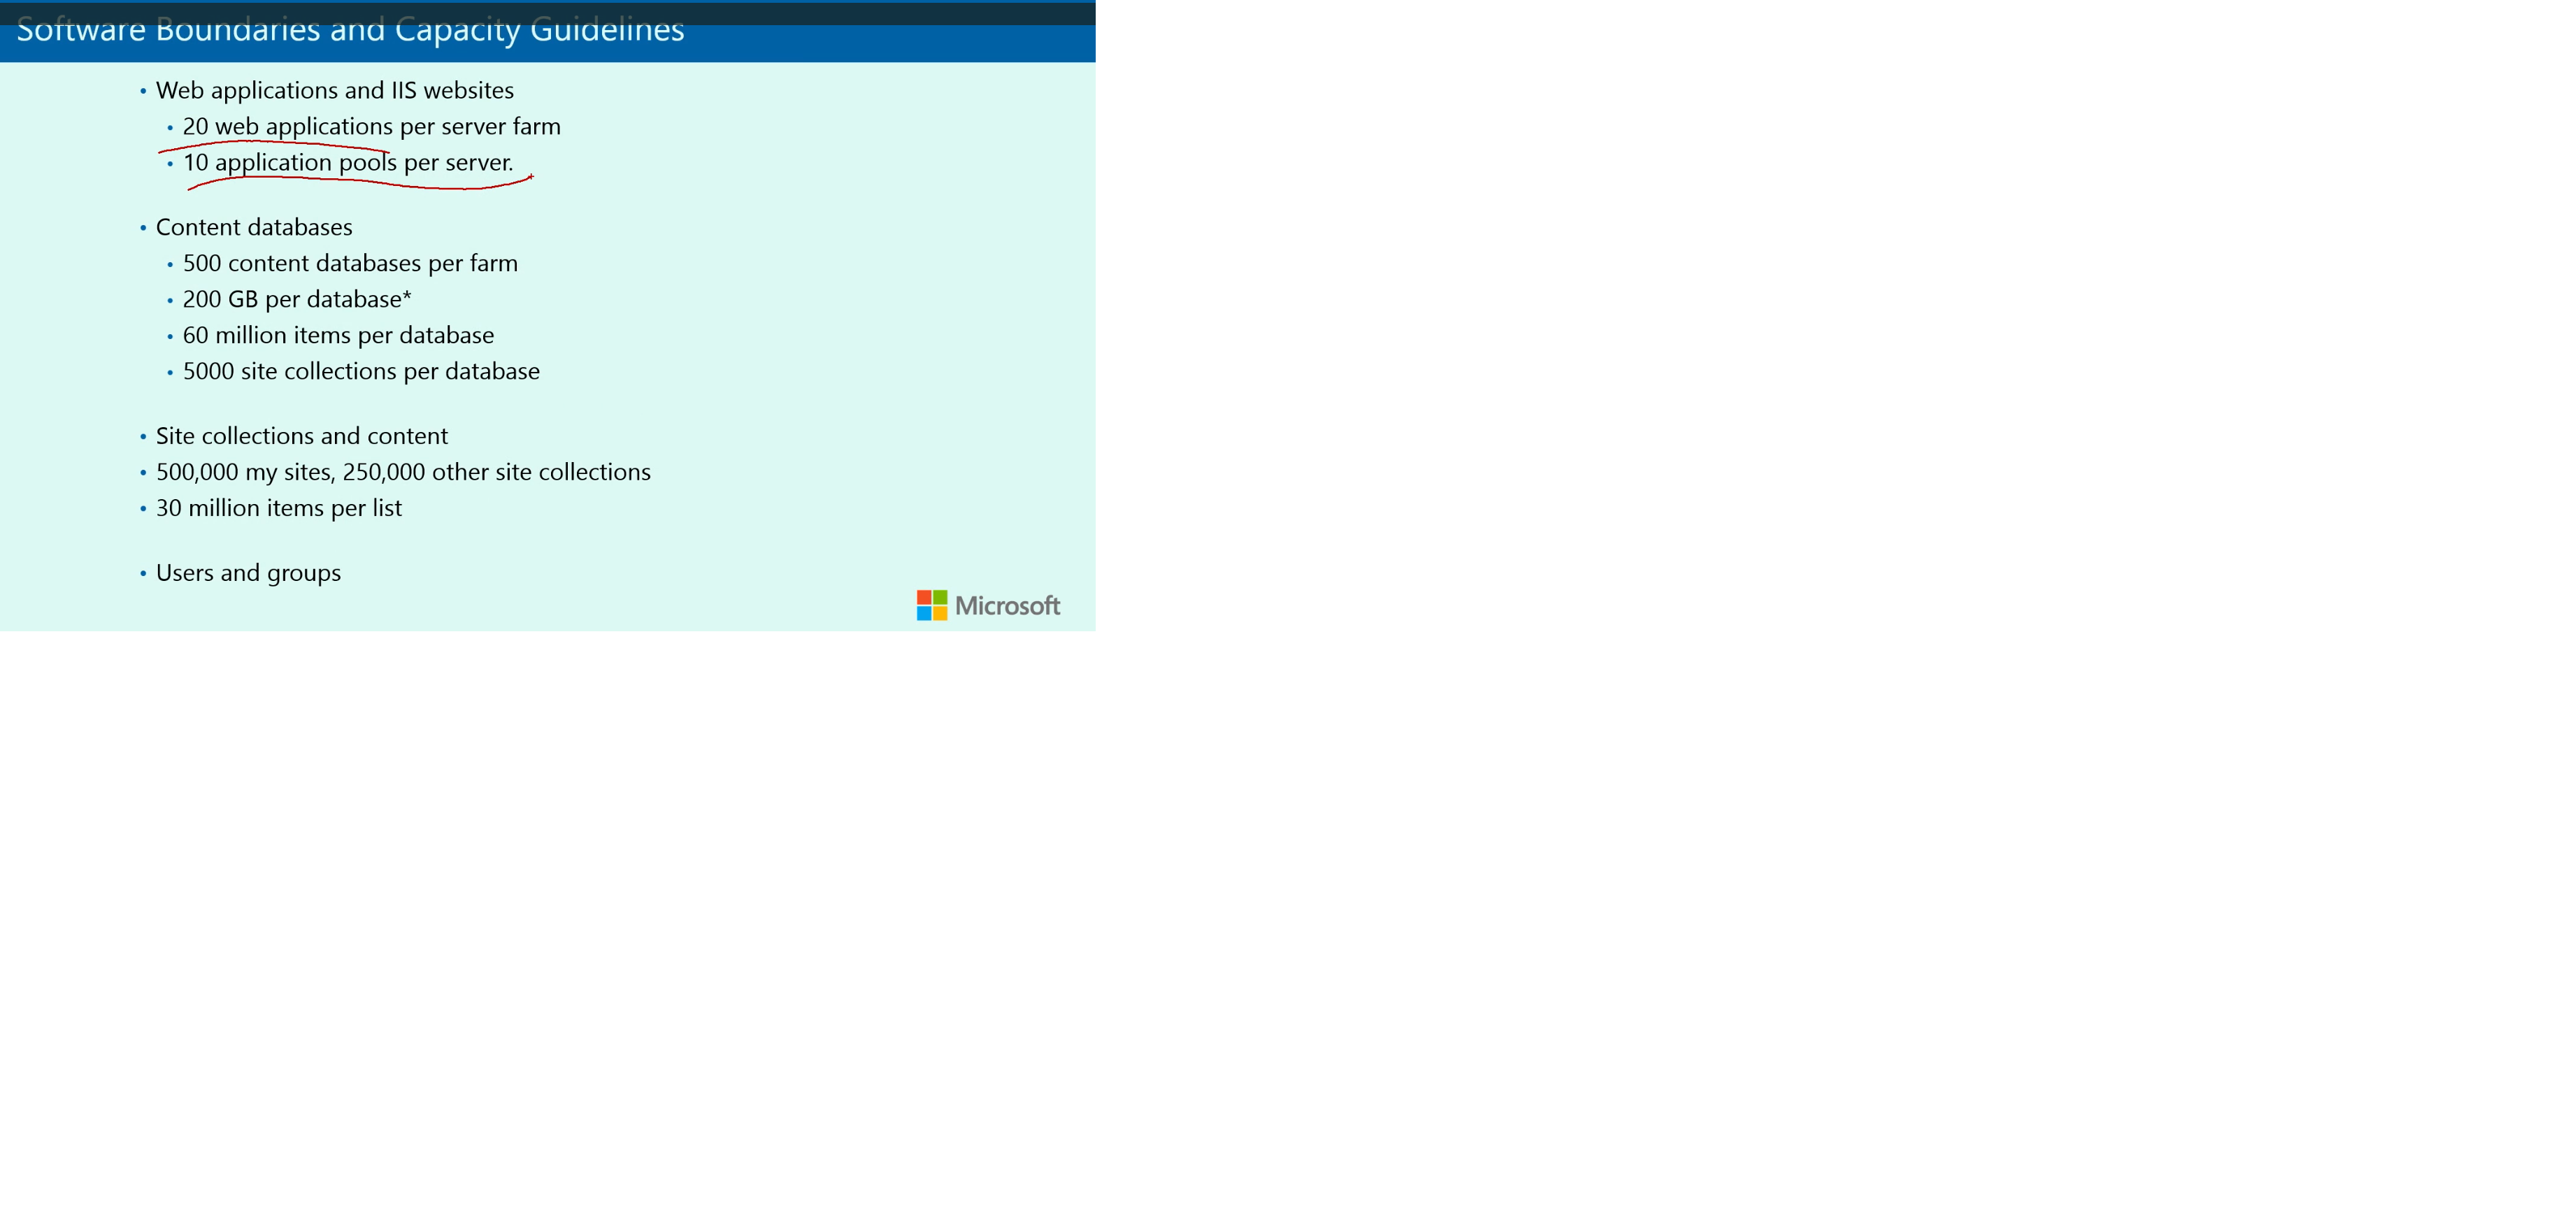 Software Boundaries and Capacity Guidelines
• Web applications and IIS websites
• 20 web applications per server farm
• 10 application pools per server.
• Content databases
• 500 content databases per farm
• 200 GB per database*
• 60 million items per database
• 5000 site collections per database
• Site collections and content
• 500,000 my sites, 250,000 other site collections
• 30 million items per list
• Users and groups
Microsoft